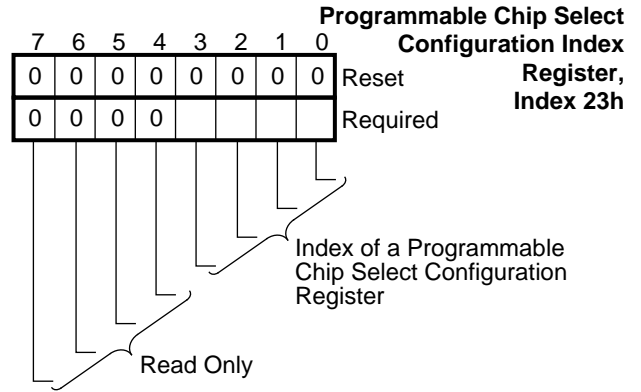 Programmable Chip Select
Configuration Index
Register,
Index 23h
7 6 5 4 3 2 1 0
0 0 0 0 0 0 0 0 Reset
0 0 0 0 Required
Index of a Programmable
Chip Select Configuration
Register
Read Only